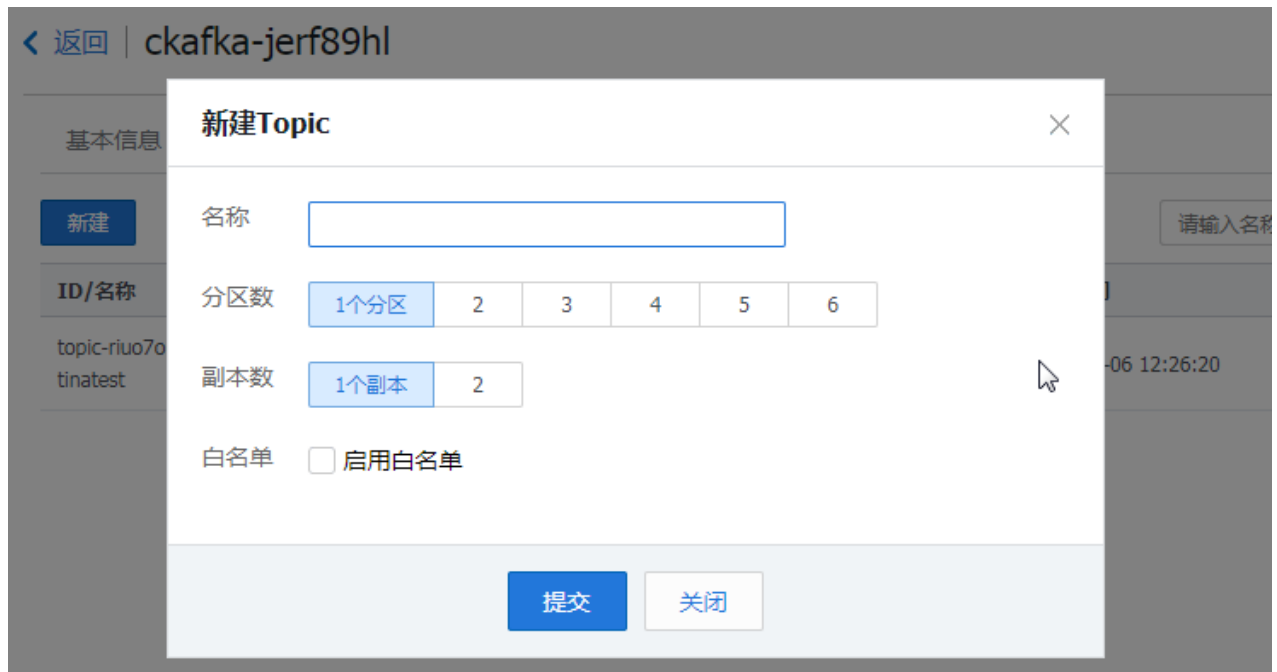 返回 ckafka-jerf89hl
新建Topic
基本信息
名称
新建
请输入名称
分区数 1个分区 2 3 4 5 6
ID/名称
topic-riuo7o
tinatest
-06 12:26:20
副本数 1个副本 2
白名单 启用白名单
提交 关闭